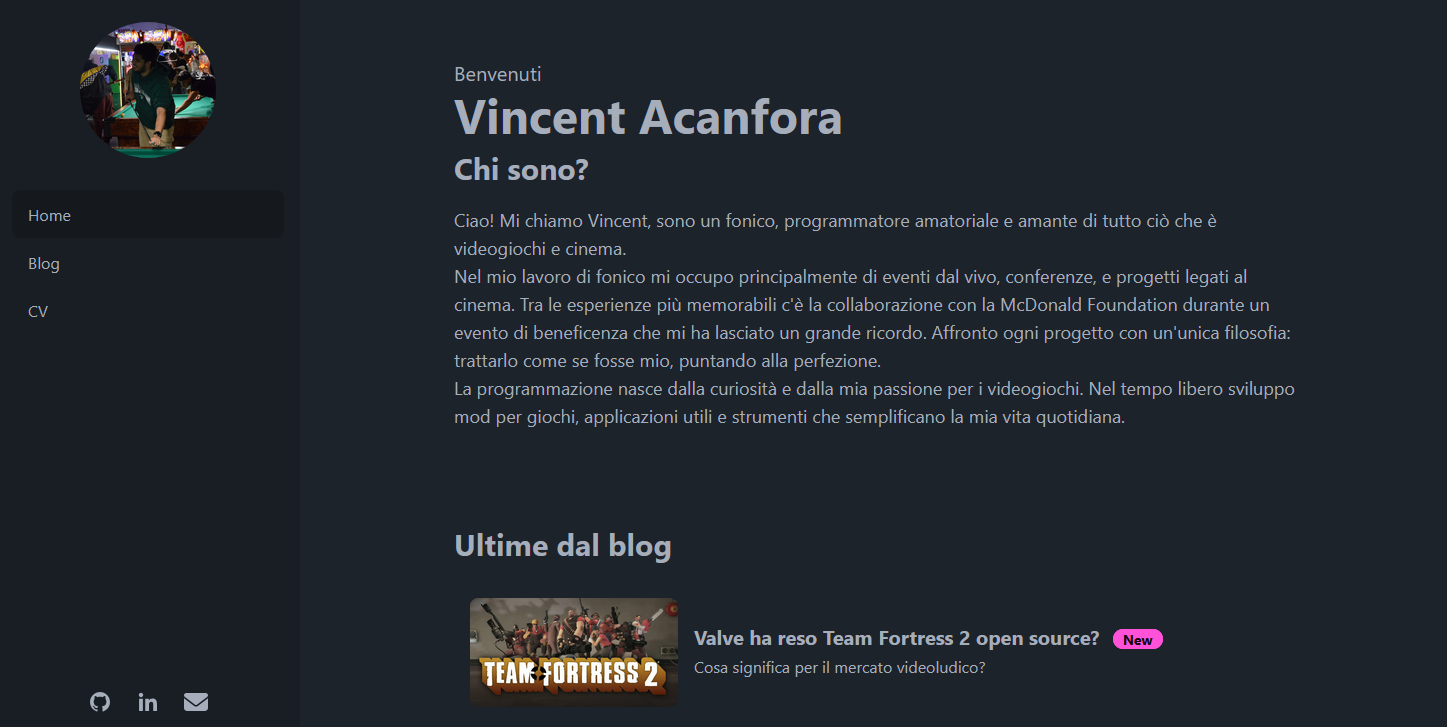 Home
Blog
CV
Benvenuti
Vincent Acanfora
Chi sono?
Ciao! Mi chiamo Vincent, sono un fonico, programmatore amatoriale e amante di tutto ciò che è
videogiochi e cinema.
Nel mio lavoro di fonico mi occupo principalmente di eventi dal vivo, conferenze, e progetti legati al
cinema. Tra le esperienze più memorabili c'è la collaborazione con la McDonald Foundation durante un
evento di beneficenza che mi ha lasciato un grande ricordo. Affronto ogni progetto con un'unica filosofia:
trattarlo come se fosse mio, puntando alla perfezione.
La programmazione nasce dalla curiosità e dalla mia passione per i videogiochi. Nel tempo libero sviluppo
mod per giochi, applicazioni utili e strumenti che semplificano la mia vita quotidiana.
Ultime dal blog
TEAM FORTRESS 2
Valve ha reso Team Fortress 2 open source? New
Cosa significa per il mercato videoludico?
in